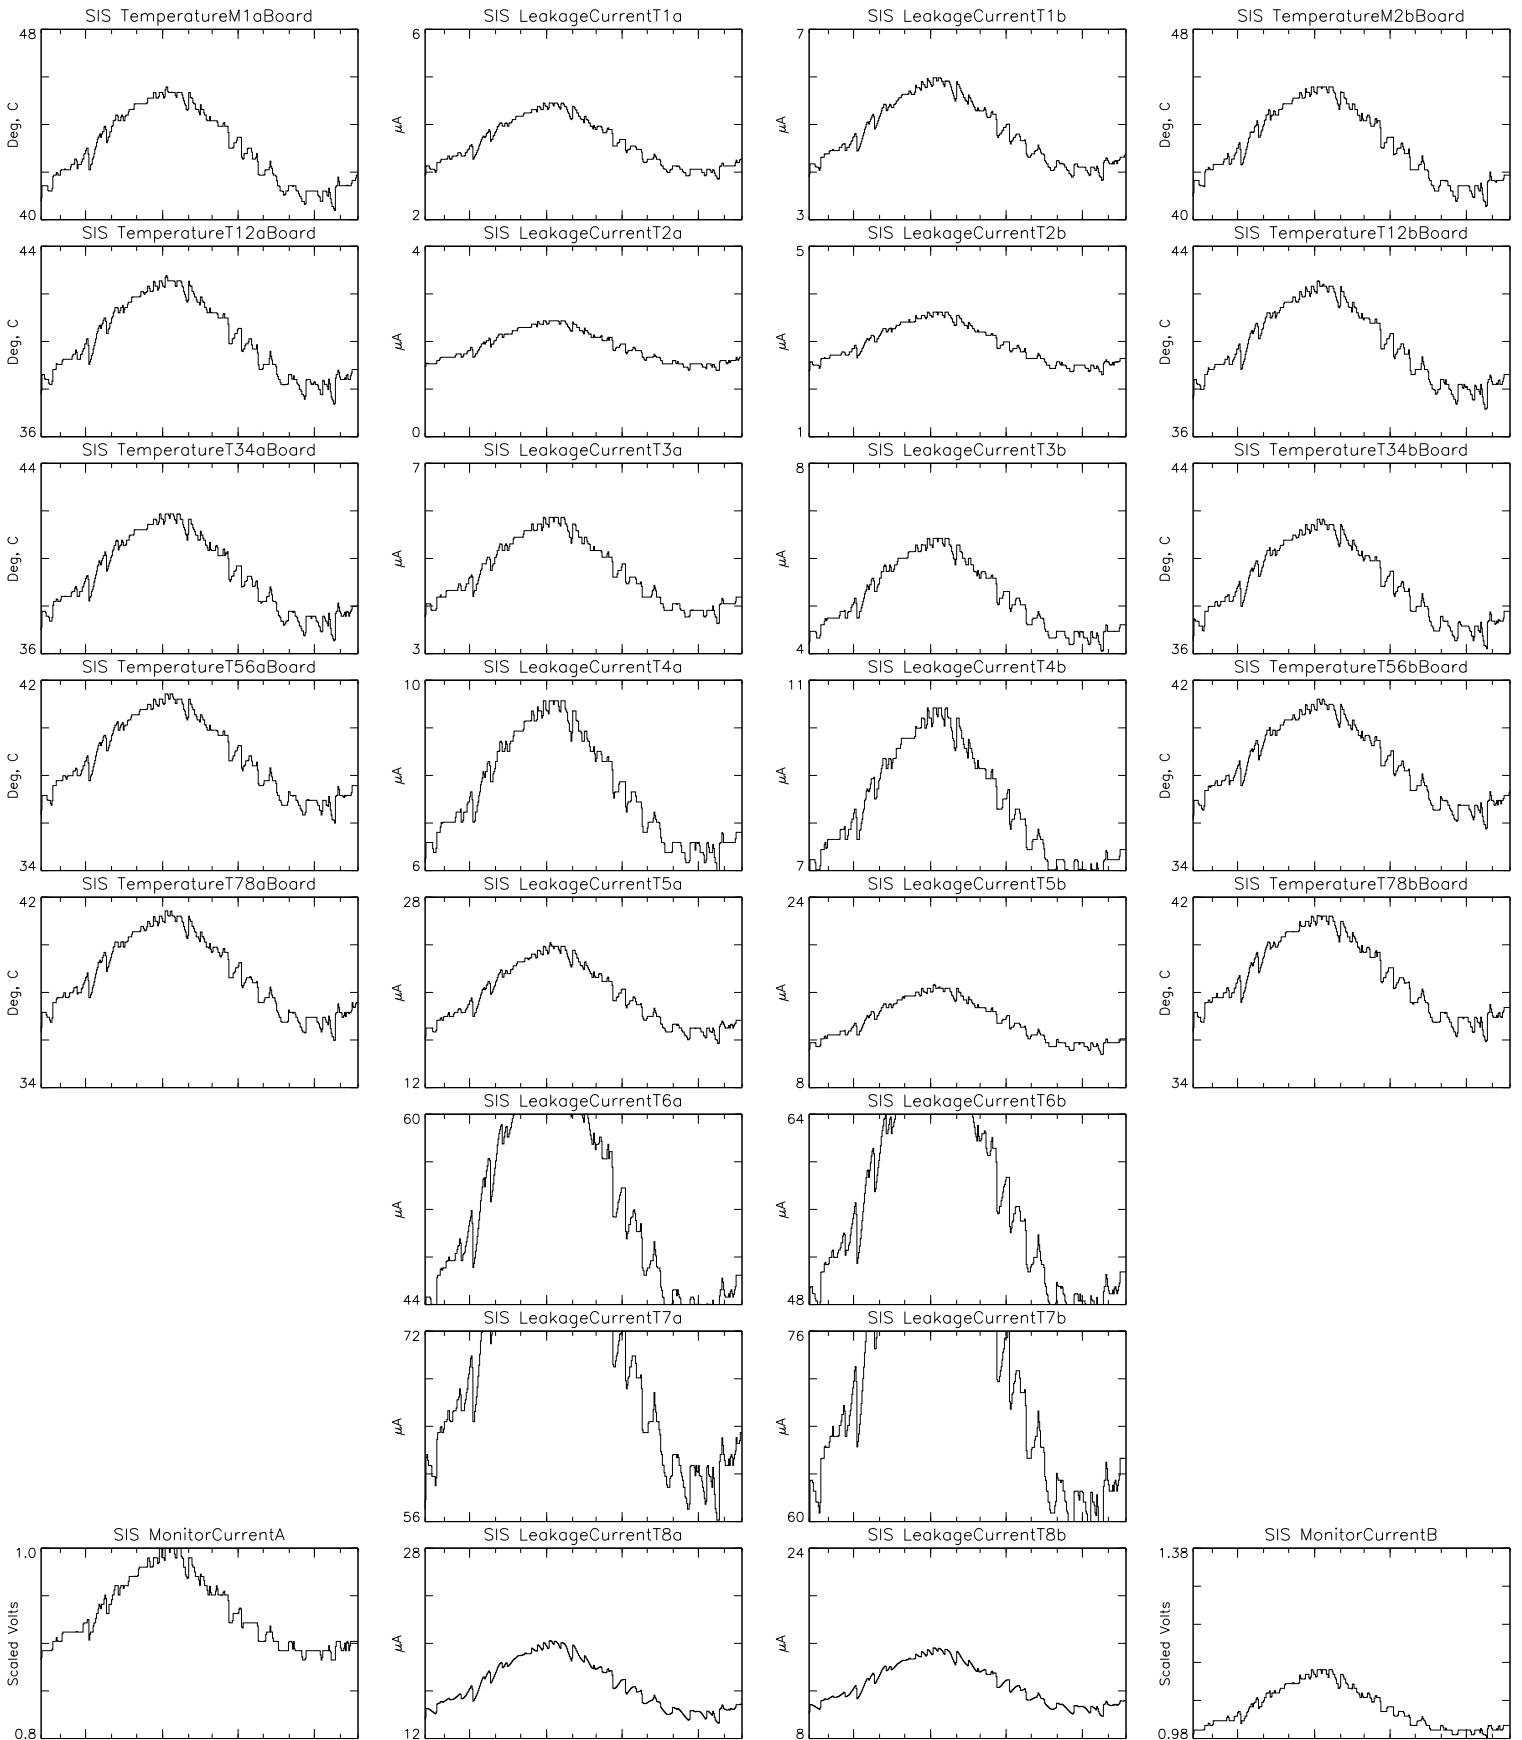 SIS TemperatureM1aBoard
48
Deg, C
40
SIS LeakageCurrentT1a
6
μA
2
SIS LeakageCurrentT1b
7
μA
3
SIS TemperatureM2bBoard
48
Deg, C
40
SIS TemperatureT12aBoard
44
Deg, C
36
SIS LeakageCurrentT2a
4
μA
0
SIS LeakageCurrentT2b
5
μA
1
SIS TemperatureT12bBoard
44
Deg, C
36
SIS TemperatureT34aBoard
44
Deg, C
36
SIS LeakageCurrentT3a
7
μA
3
SIS LeakageCurrentT3b
8
μA
4
SIS TemperatureT34bBoard
44
Deg, C
36
SIS TemperatureT56aBoard
42
Deg, C
34
SIS LeakageCurrentT4a
10
μA
6
SIS LeakageCurrentT4b
11
μA
7
SIS TemperatureT56bBoard
42
Deg, C
34
SIS TemperatureT78aBoard
42
Deg, C
34
SIS LeakageCurrentT5a
28
μA
12
SIS LeakageCurrentT5b
24
μA
8
SIS TemperatureT78bBoard
42
Deg, C
34
SIS LeakageCurrentT6a
60
μA
44
SIS LeakageCurrentT6b
64
μA
48
SIS LeakageCurrentT7a
72
μA
56
SIS LeakageCurrentT7b
76
μA
60
SIS MonitorCurrentA
1.0
Scaled Volts
0.8
SIS LeakageCurrentT8a
28
μA
12
SIS LeakageCurrentT8b
24
μA
8
SIS MonitorCurrentB
1.38
Scaled Volts
0.98